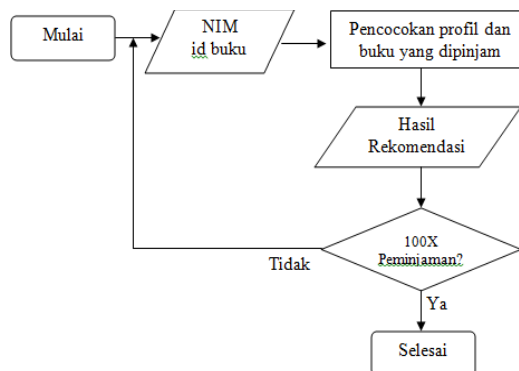 Mulai
NIM
id buku
Pencocokan profil dan
buku yang dipinjam
Hasil
Rekomendasi
100X
Peminjaman?
Tidak
Ya
Selesai